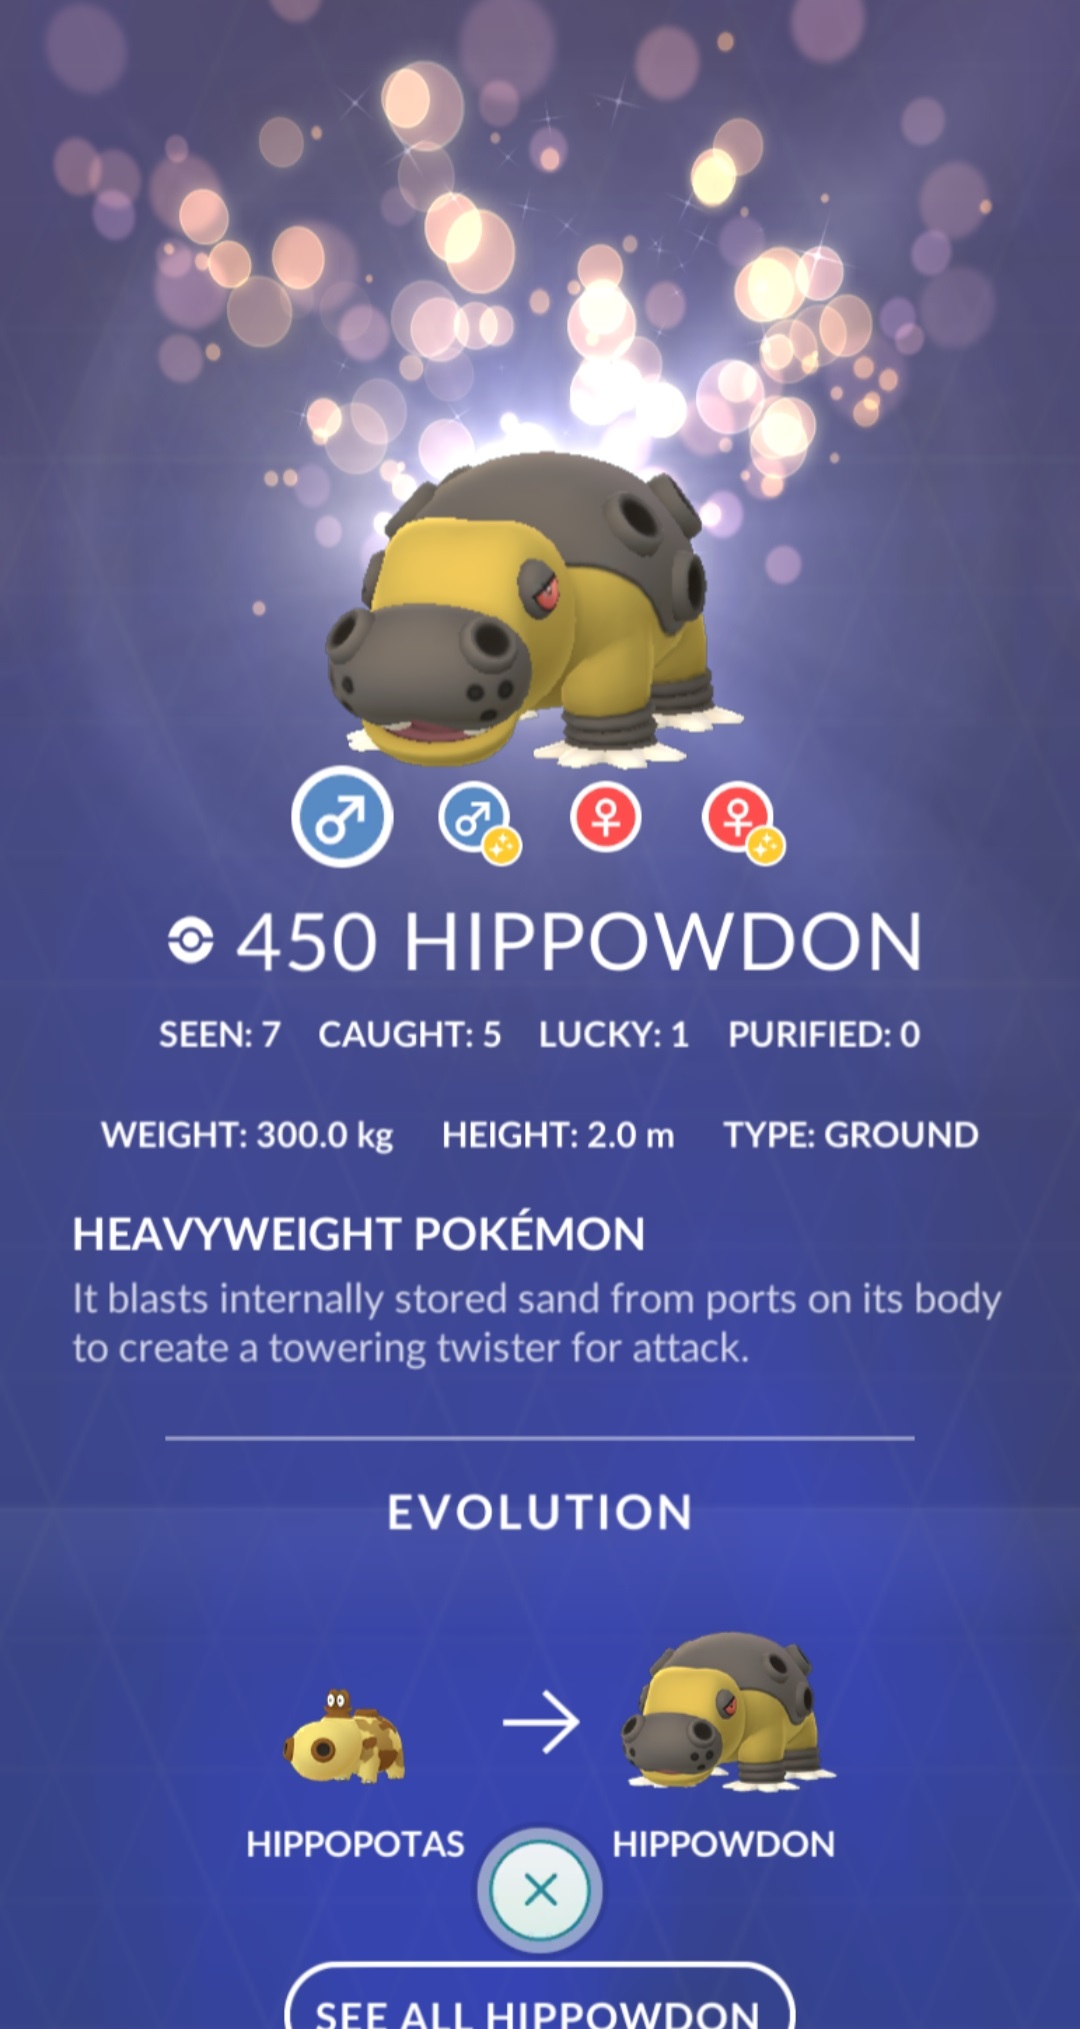 450 HIPPOWDON
SEEN: 7 CAUGHT: 5 LUCKY: 1 PURIFIED: 0
WEIGHT: 300.0 kg HEIGHT: 2.0 m TYPE: GROUND
HEAVYWEIGHT POKÉMON
It blasts internally stored sand from ports on its body
to create a towering twister for attack.
EVOLUTION
HIPPOPOTAS HIPPOWDON
SEE ALL HIPPOWDON